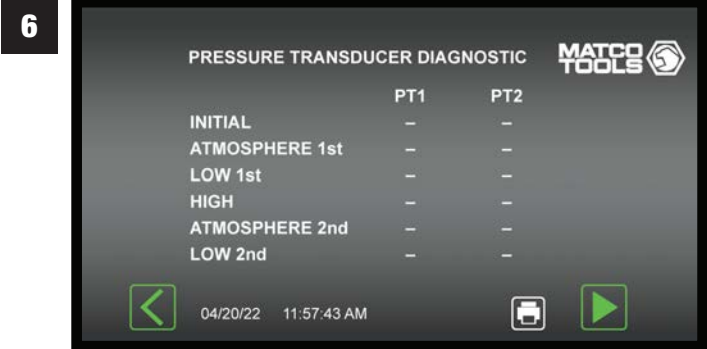 6
PRESSURE TRANSDUCER DIAGNOSTIC
MATCO
TOOLS
PT1 PT2
INITIAL – –
ATMOSPHERE 1st – –
LOW 1st – –
HIGH – –
ATMOSPHERE 2nd – –
LOW 2nd – –
04/20/22 11:57:43 AM